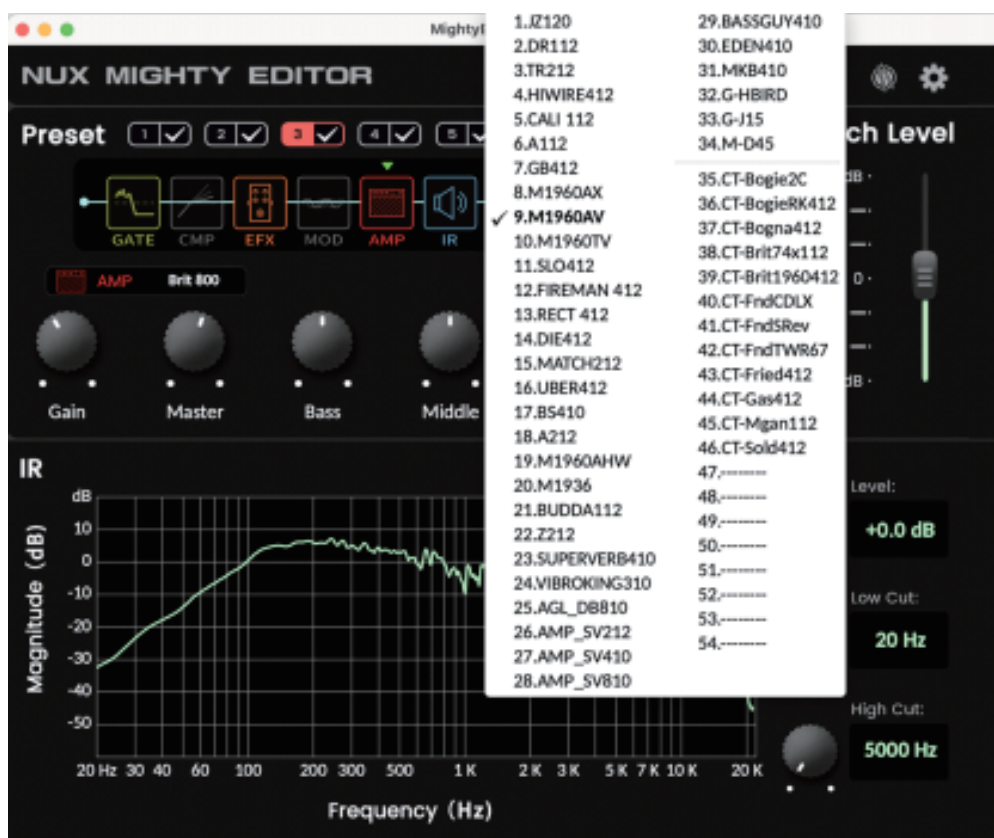 Mighty
NUX MIGHTY EDITOR
Preset 1 2 3 4 5
ch Level
GATE CMP EFX MOD AMP IR
AMP Brit 800
Gain Master Bass Middle
1.JZ120
2.DR112
3.TR212
4.HIWIRE412
5.CALI 112
6.A112
7.GB412
8.M1960AX
✓ 9.M1960AV
10.M1960TV
11.SLO412
12.FIREMAN 412
13.RECT 412
14.DIE412
15.MATCH212
16.UBER412
17.BS410
18.A212
19.M1960AHW
20.M1936
21.BUDDA112
22.Z212
23.SUPERVERB410
24.VIBROKING310
25.AGL_DB810
26.AMP_SV212
27.AMP_SV410
28.AMP_SV810
29.BASSGUY410
30.EDEN410
31.MKB410
32.G-HBIRD
33.G-J15
34.M-D45
35.CT-Bogie2C
36.CT-BogieRK412
37.CT-Bogna412
38.CT-Brit74x112
39.CT-Brit1960412
40.CT-FndCDLX
41.CT-FndSRev
42.CT-FndTWR67
43.CT-Fried412
44.CT-Gas412
45.CT-Mgan112
46.CT-Sold412
47.---------
48.---------
49.---------
50.---------
51.---------
52.---------
53.---------
54.---------
dB
0
dB
IR
dB
10
0
-10
-20
-30
-40
-50
Magnitude (dB)
20 Hz 30 40 60 100 200 300 500 1 K 2 K 3 K 5 K 7 K 10 K 20 K
Frequency (Hz)
Level:
+0.0 dB
Low Cut:
20 Hz
High Cut:
5000 Hz